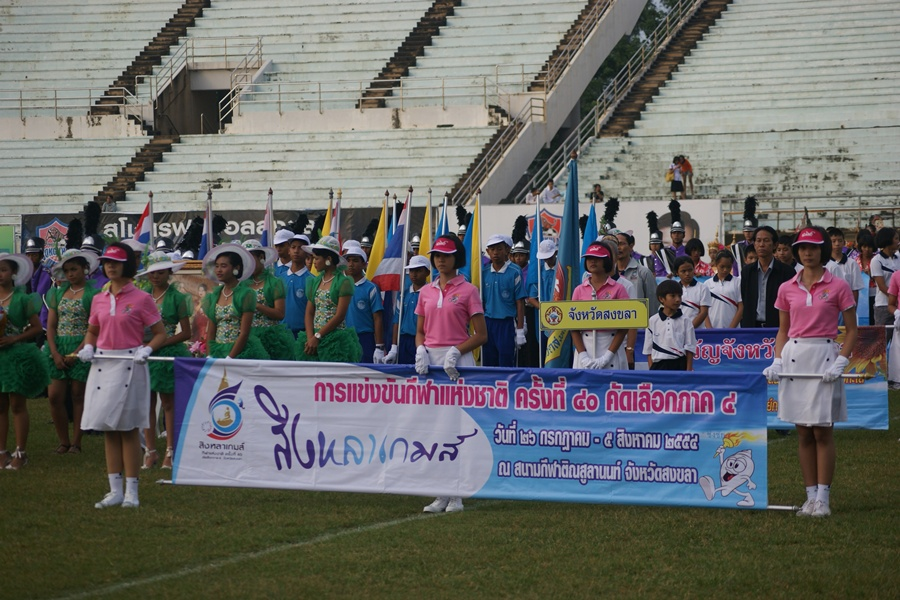 สโมสร
จังหวัดสงขลา
การแข่งขันกีฬาแห่งชาติ ครั้งที่ ๔๐ คัดเลือกภาค ๔
สิงหลาเกมส์
สิงหลาเกมส์
วันที่ ๒๖ กรกฎาคม - ๕ สิงหาคม ๒๕๕๔
ณ สนามกีฬาติณสูลานนท์ จังหวัดสงขลา